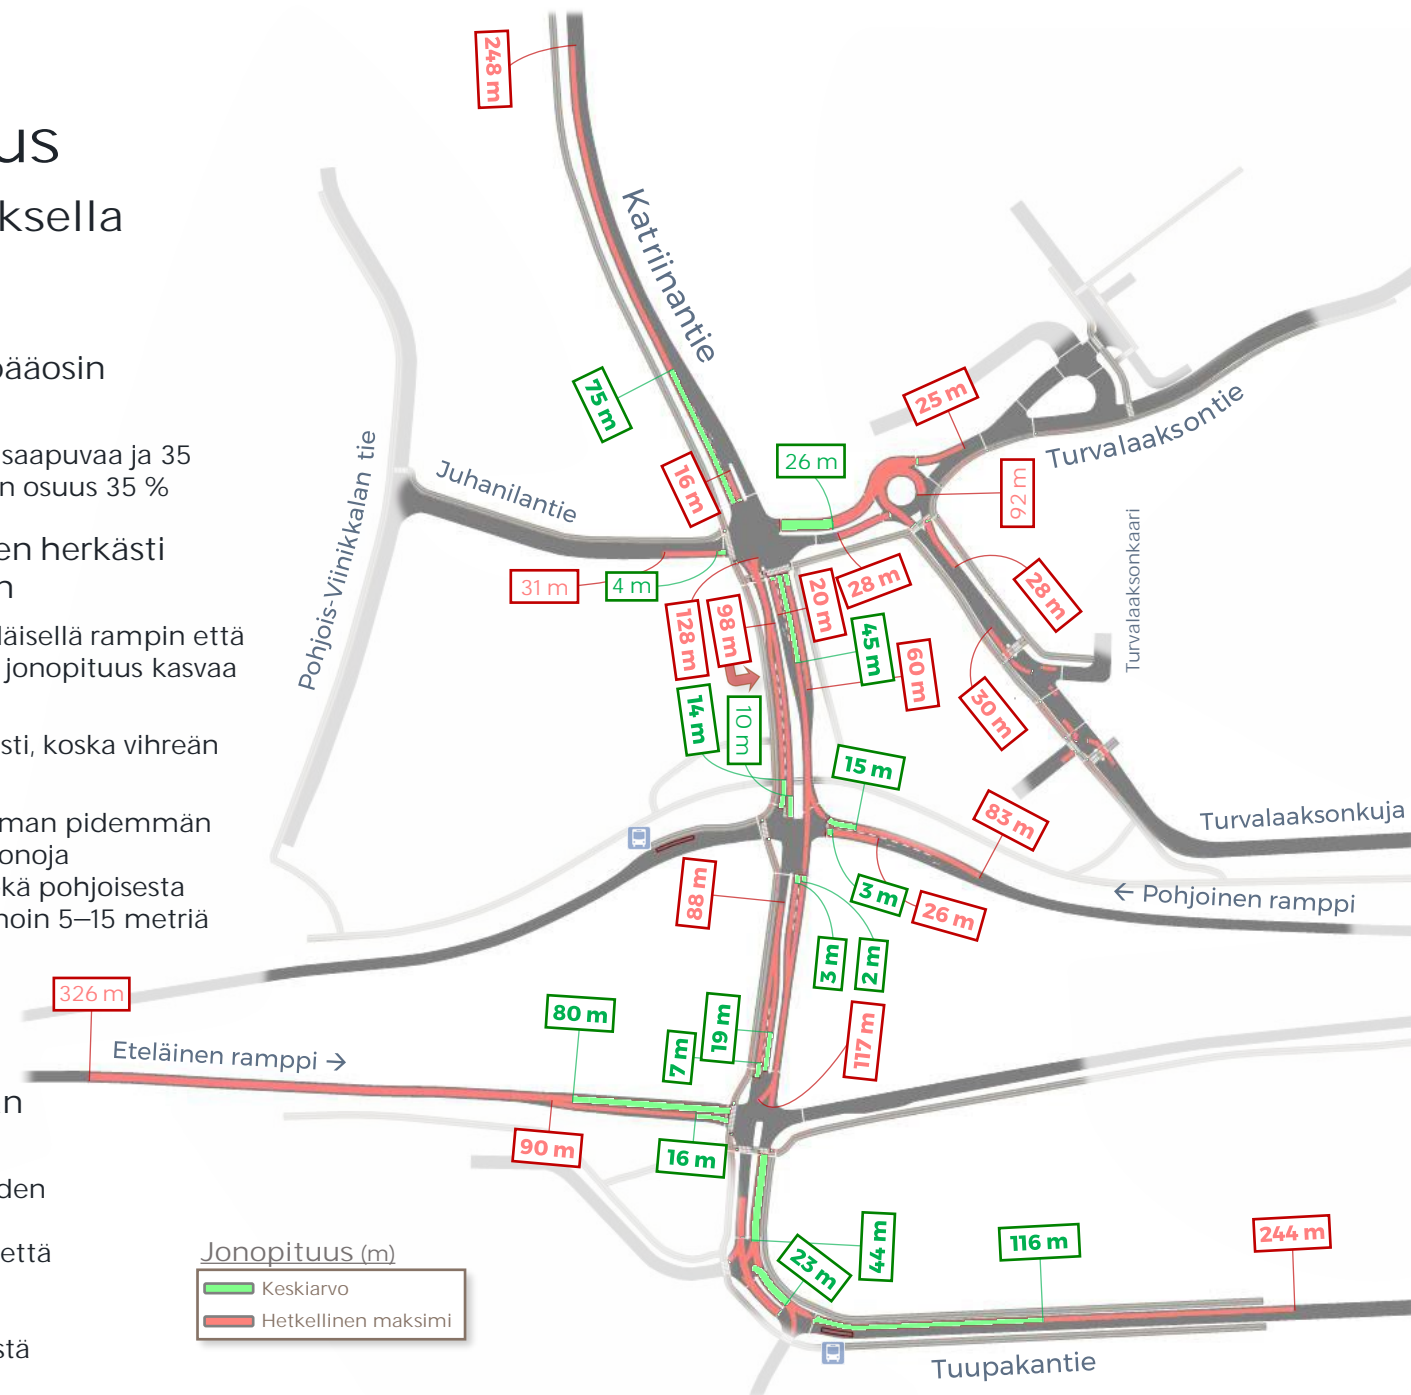 us
ksella
pääosin
saapuvaa ja 35
n osuus 35 %
en herkästi
n
läisellä rampin että
jonopituus kasvaa
sti, koska vihreän
man pidemmän
onoja
kä pohjoisesta
noin 5–15 metriä
n
den
että
stä
248 m
Katriinantie
75 m
16 m
26 m
25 m
92 m
Turvalaaksontie
Juhanilantie
Pohjois-Viinikkalan tie
31 m
4 m
128 m
98 m
20 m
28 m
28 m
Turvalaaksonkaari
45 m
60 m
30 m
14 m
10 m
15 m
83 m
Turvalaaksonkuja
88 m
3 m
26 m
← Pohjoinen ramppi
3 m
2 m
326 m
80 m
19 m
7 m
117 m
Eteläinen ramppi →
90 m
16 m
44 m
23 m
116 m
244 m
Tuupakantie
Jonopituus (m)
Keskiarvo
Hetkellinen maksimi